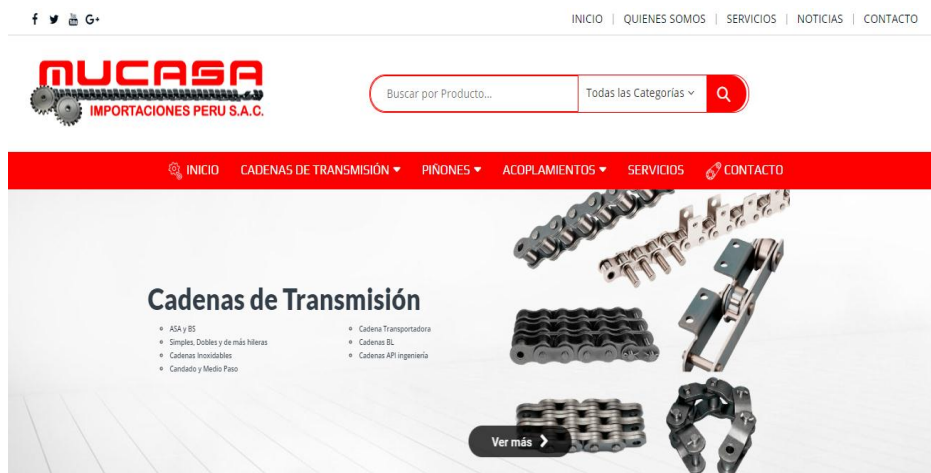 INICIO | QUIENES SOMOS | SERVICIOS | NOTICIAS | CONTACTO
MUCASA
IMPORTACIONES PERU S.A.C.
Buscar por Producto...
Todas las Categorías
INICIO CADENAS DE TRANSMISIÓN PIÑONES ACOPLAMIENTOS SERVICIOS CONTACTO
Cadenas de Transmisión
ASA y BS
Simples, Dobles y de más hileras
Cadenas Inoxidables
Candado y Medio Paso
Cadena Transportadora
Cadenas BL
Cadenas API ingeniería
Ver más